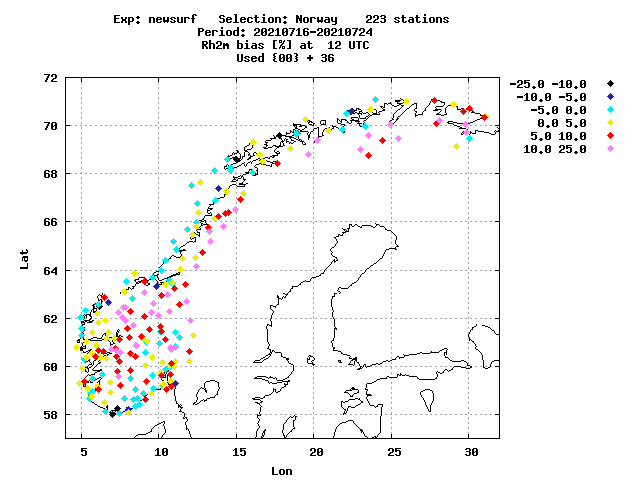 Exp: newsurf   Selection: Norway    223 stations
Period: 20210716-20210724
Rh2m bias [%] at  12 UTC
Used {00} + 36
72
70
68
66
64
62
60
58
Lat
5 10 15 20 25 30
Lon
-25.0 -10.0
-10.0 -5.0
-5.0 0.0
0.0 5.0
5.0 10.0
10.0 25.0